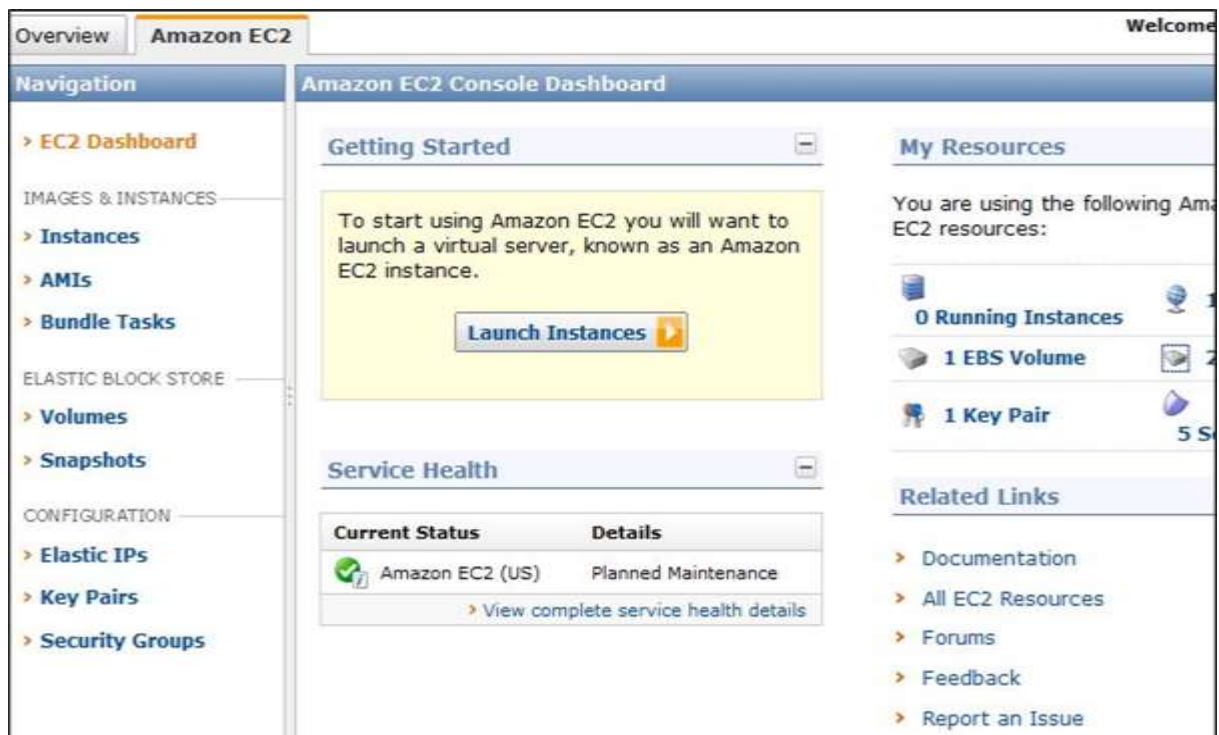 Overview
Amazon EC2
Welcome
Navigation
> EC2 Dashboard
IMAGES & INSTANCES
> Instances
> AMIs
> Bundle Tasks
ELASTIC BLOCK STORE
> Volumes
> Snapshots
CONFIGURATION
> Elastic IPs
> Key Pairs
> Security Groups
Amazon EC2 Console Dashboard
Getting Started
To start using Amazon EC2 you will want to
launch a virtual server, known as an Amazon
EC2 instance.
Launch Instances
Service Health
Current Status Details
Amazon EC2 (US) Planned Maintenance
> View complete service health details
My Resources
You are using the following
EC2 resources:
0 Running Instances
1 EBS Volume
1 Key Pair
5
Related Links
> Documentation
> All EC2 Resources
> Forums
> Feedback
> Report an Issue